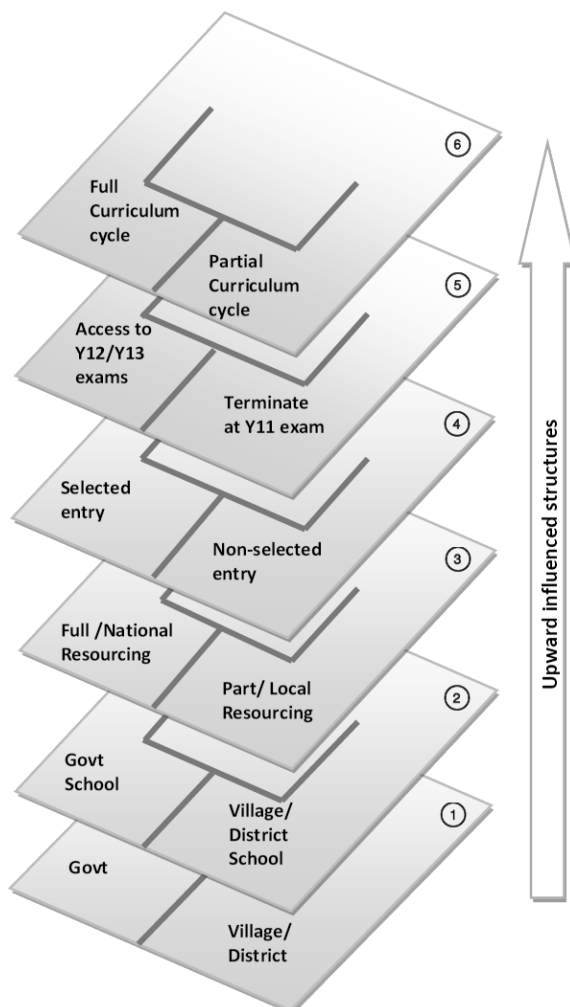 6
Full
Curriculum
cycle
Partial
Curriculum
cycle
5
Access to
Y12/Y13
exams
Terminate
at Y11 exam
4
Selected
entry
Non-selected
entry
3
Full /National
Resourcing
Part/ Local
Resourcing
2
Govt
School
Village/
District
School
1
Govt
Village/
District
Upward influenced structures